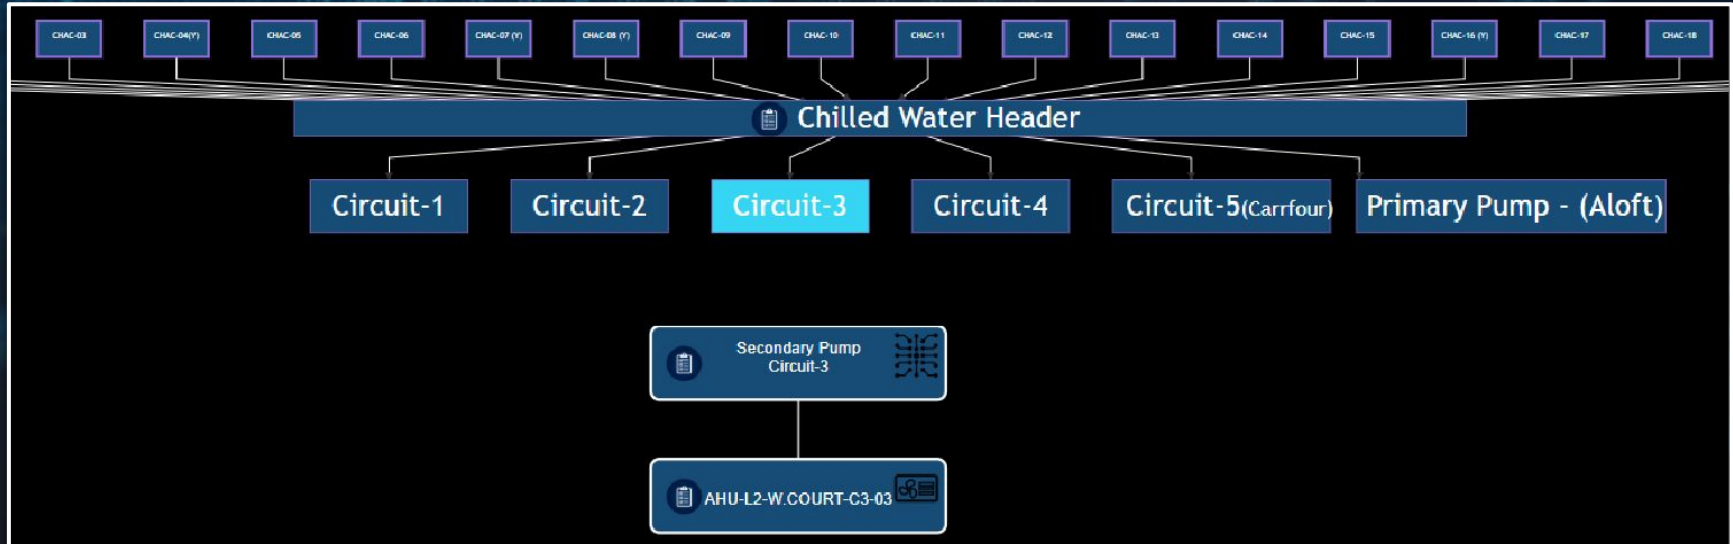 CHAC-03
CHAC-04(Y)
CHAC-05
CHAC-06
CHAC-07 (Y)
CHAC-08 (Y)
CHAC-09
CHAC-10
CHAC-11
CHAC-12
CHAC-13
CHAC-14
CHAC-15
CHAC-16 (Y)
CHAC-17
CHAC-18
Chilled Water Header
Circuit-1
Circuit-2
Circuit-3
Circuit-4
Circuit-5(Carrfour)
Primary Pump - (Aloft)
Secondary Pump
Circuit-3
AHU-L2-W.COURT-C3-03